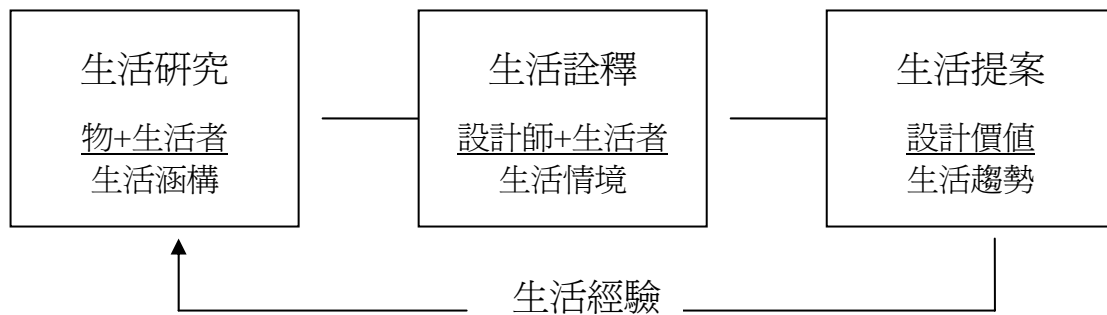 生活研究
物+生活者
生活涵構
生活詮釋
設計師+生活者
生活情境
生活提案
設計價值
生活趨勢
生活經驗